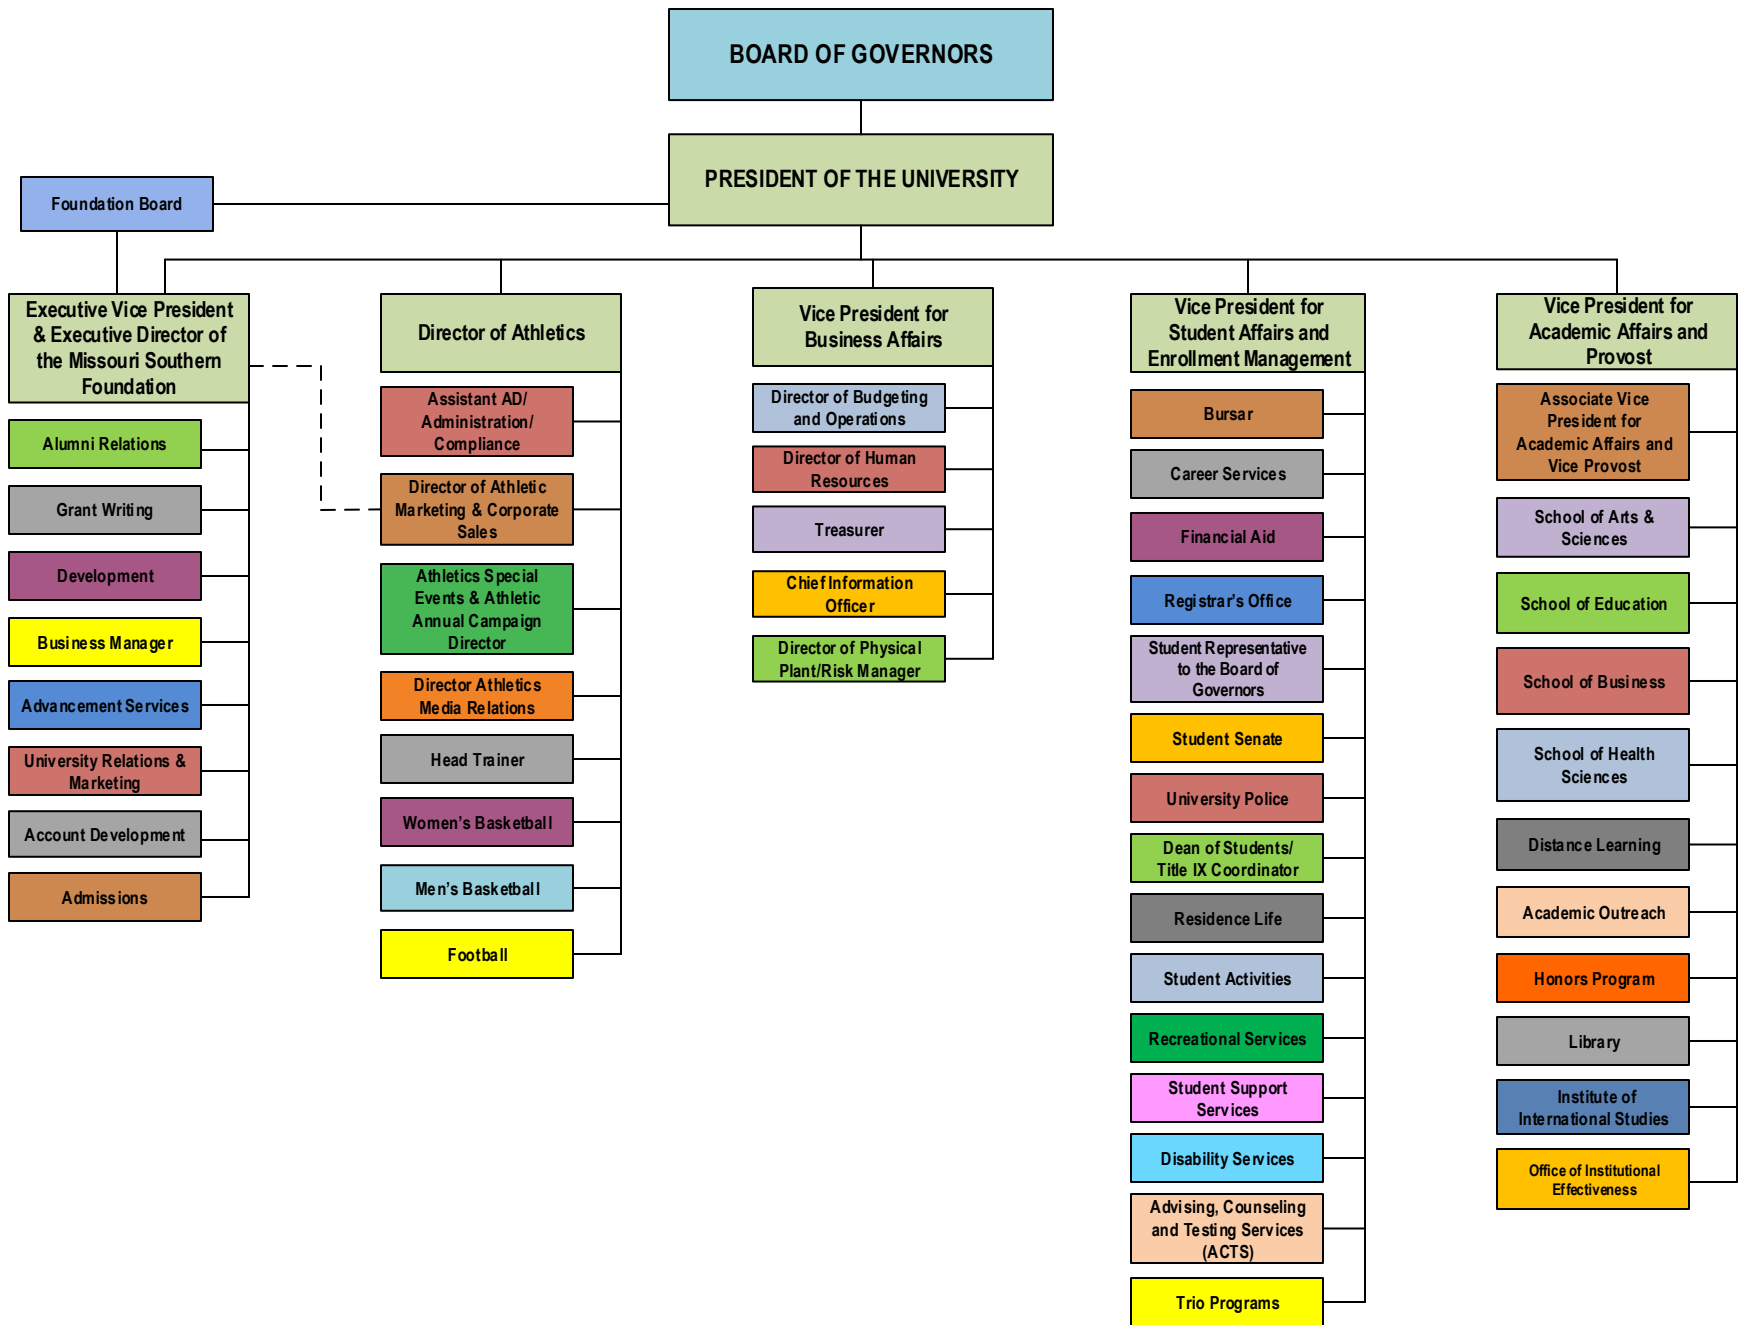 BOARD OF GOVERNORS
PRESIDENT OF THE UNIVERSITY
Foundation Board
Executive Vice President
& Executive Director of
the Missouri Southern
Foundation
Alumni Relations
Grant Writing
Development
Business Manager
Advancement Services
University Relations &
Marketing
Account Development
Admissions
Director of Athletics
Assistant AD/
Administration/
Compliance
Director of Athletic
Marketing & Corporate
Sales
Athletics Special
Events & Athletic
Annual Campaign
Director
Director Athletics
Media Relations
Head Trainer
Women's Basketball
Men's Basketball
Football
Vice President for
Business Affairs
Director of Budgeting
and Operations
Director of Human
Resources
Treasurer
Chief Information
Officer
Director of Physical
Plant/Risk Manager
Vice President for
Student Affairs and
Enrollment Management
Bursar
Career Services
Financial Aid
Registrar's Office
Student Representative
to the Board of
Governors
Student Senate
University Police
Dean of Students/
Title IX Coordinator
Residence Life
Student Activities
Recreational Services
Student Support
Services
Disability Services
Advising, Counseling
and Testing Services
(ACTS)
Trio Programs
Vice President for
Academic Affairs and
Provost
Associate Vice
President for
Academic Affairs and
Vice Provost
School of Arts &
Sciences
School of Education
School of Business
School of Health
Sciences
Distance Learning
Academic Outreach
Honors Program
Library
Institute of
International Studies
Office of Institutional
Effectiveness